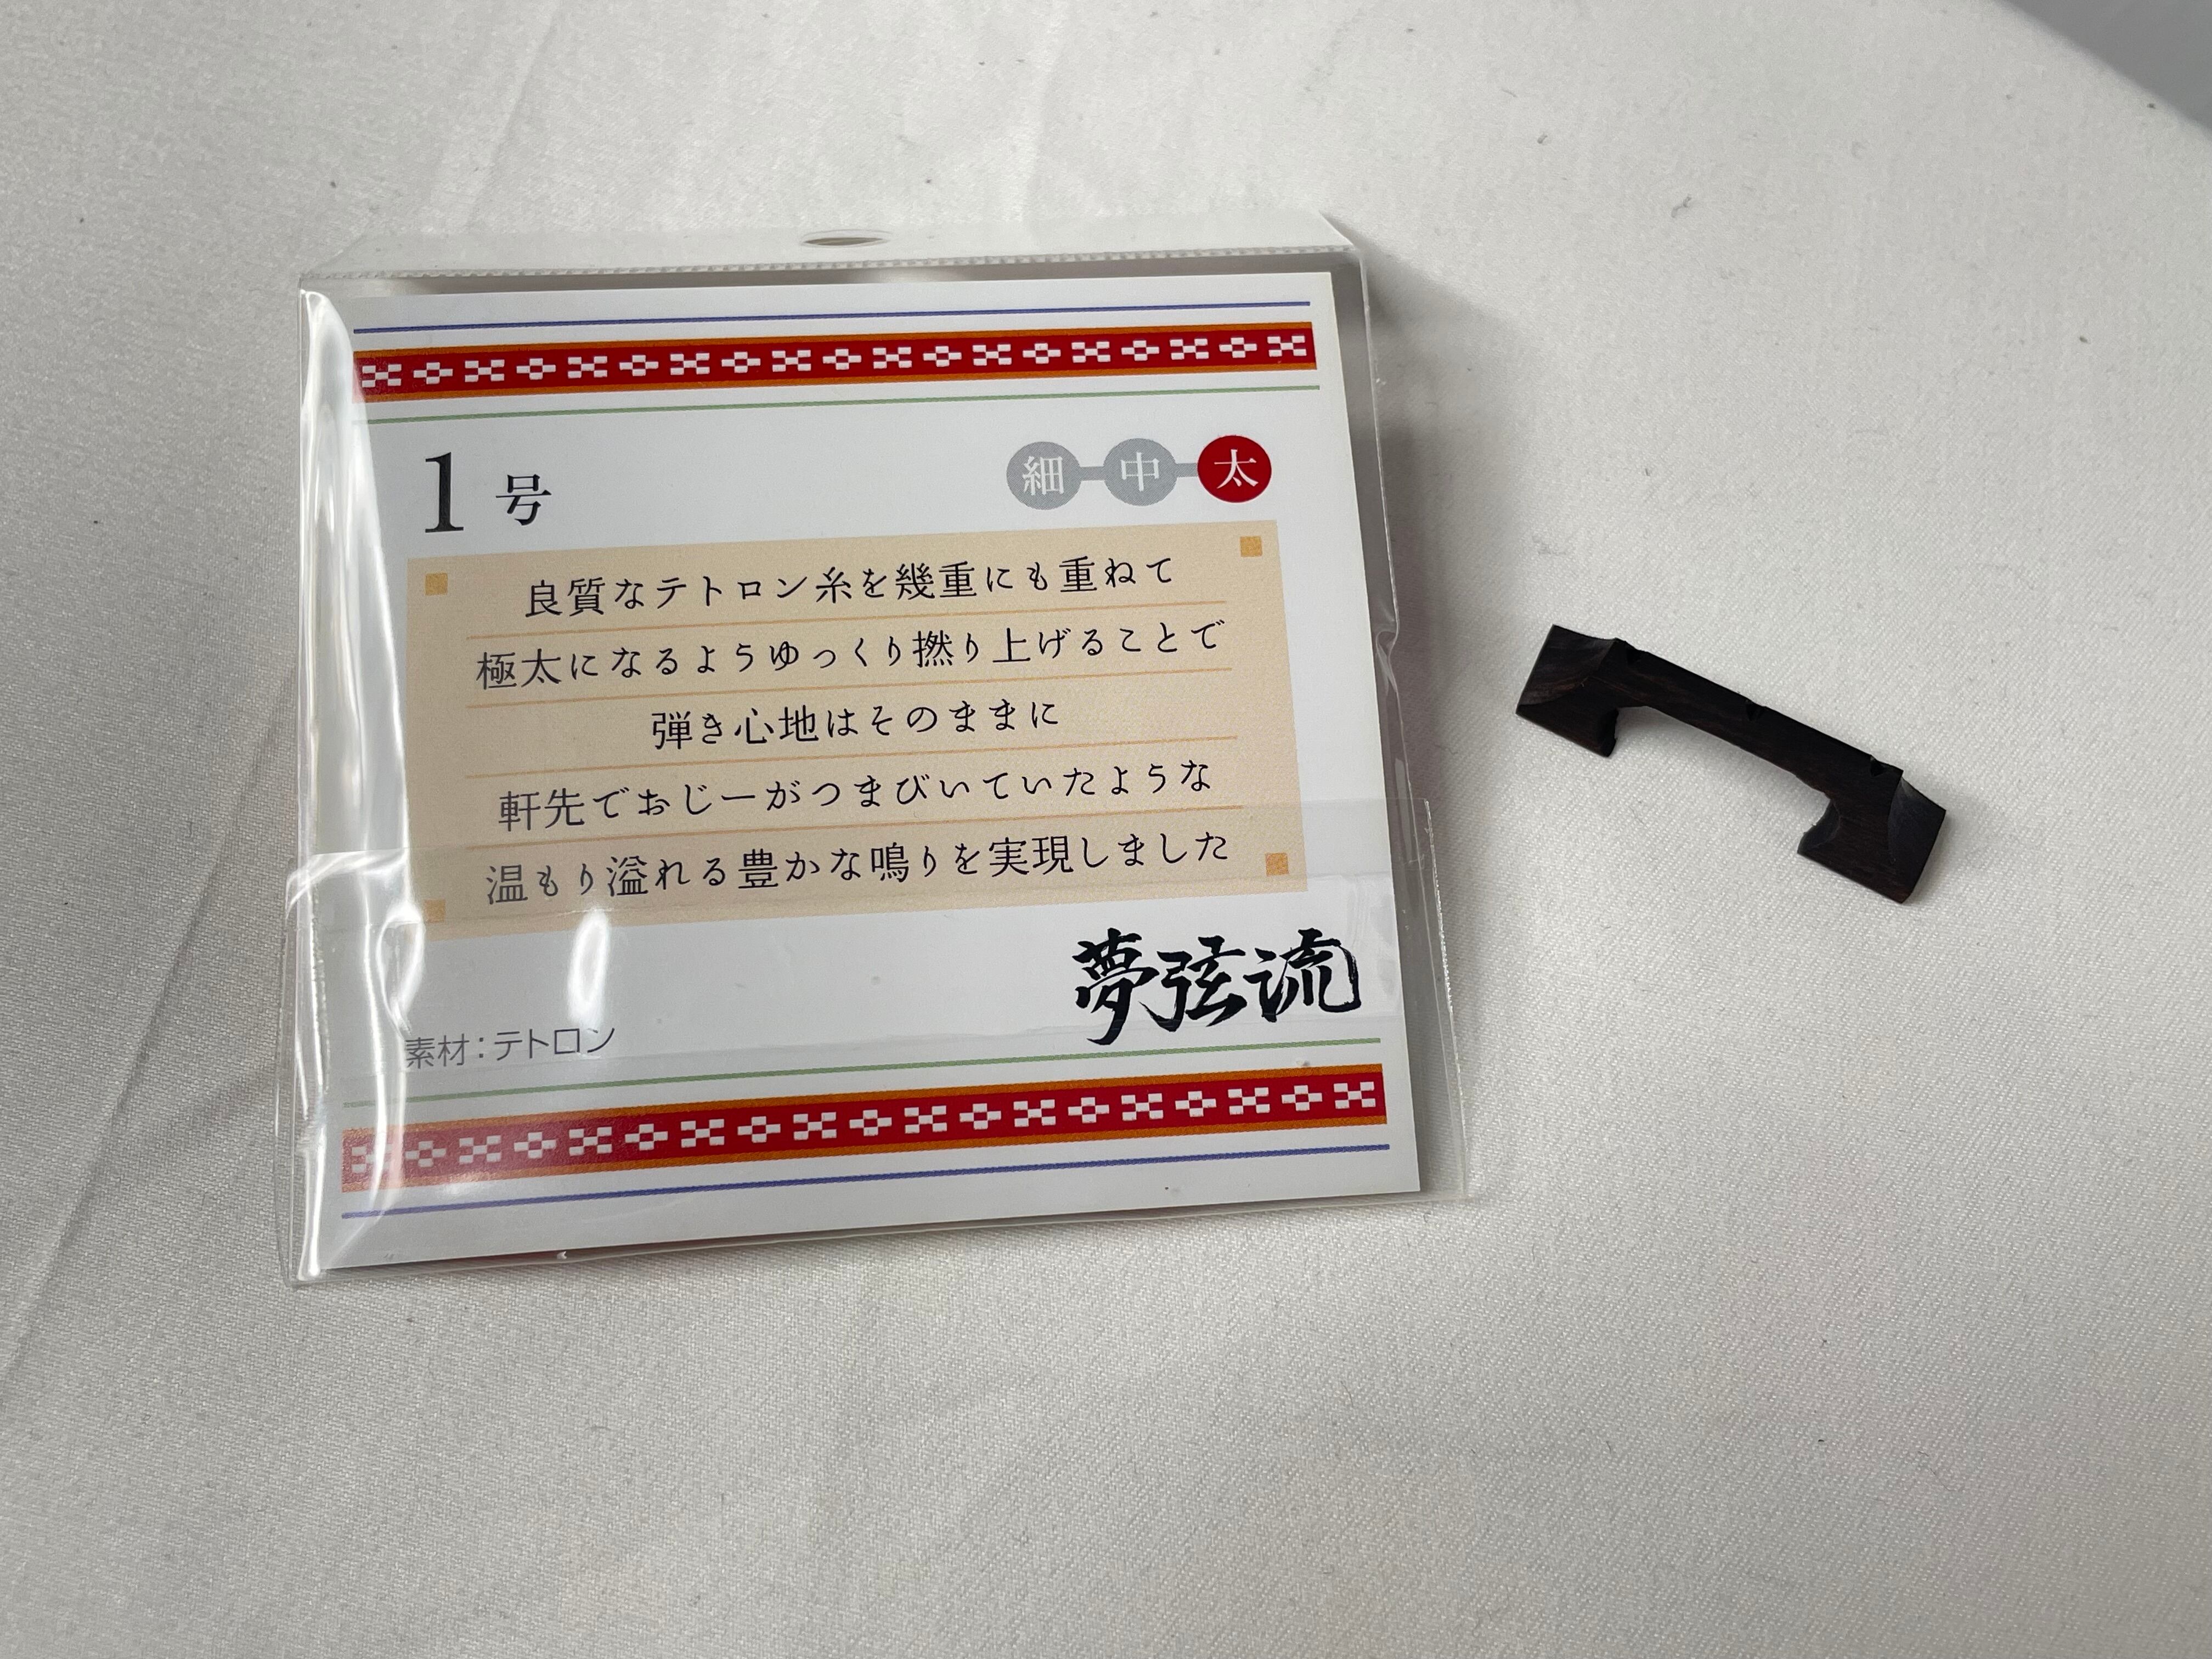 1号
細 中 太
良質なテトロン糸を幾重にも重ねて
極太になるようゆっくり撚り上げることで
弾き心地はそのままに
軒先でおじーがつまびいていたような
温もり溢れる豊かな鳴りを実現しました
夢弦流
素材：テトロン